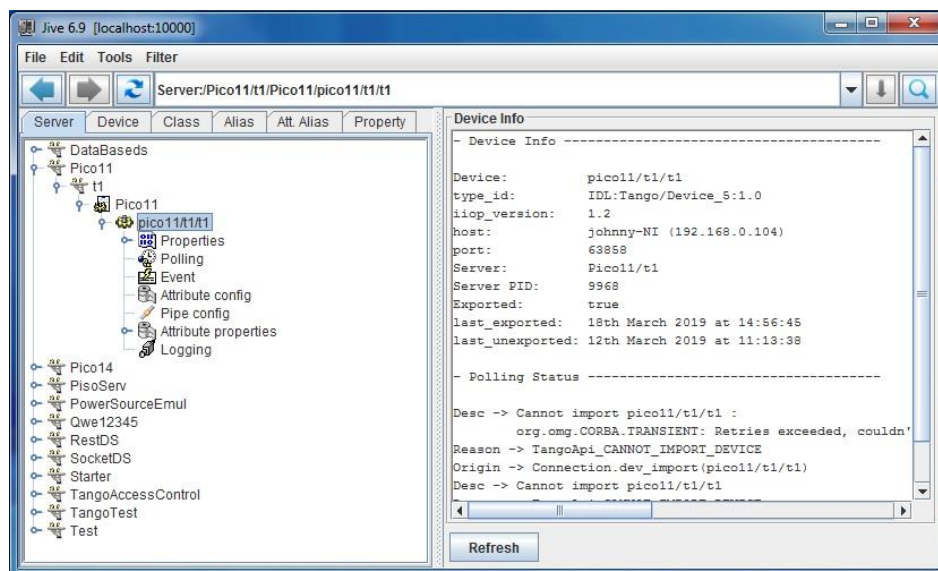 Jive 6.9 [localhost:10000]
File Edit Tools Filter
Server:/Pico11/t1/Pico11/pico11/t1/t1
Server Device Class Alias Att. Alias Property
DataBaseds
Pico11
t1
Pico11
pico11/t1/t1
Properties
Polling
Event
Attribute config
Pipe config
Attribute properties
Logging
Pico14
PisoServ
PowerSourceEmul
Qwe12345
RestDS
SocketDS
Starter
TangoAccessControl
TangoTest
Test
Device Info
- Device Info ----------------------------------------
Device: pico11/t1/t1
type_id: IDL:Tango/Device_5:1.0
iiop_version: 1.2
host: johnny-NI (192.168.0.104)
port: 63858
Server: Pico11/t1
Server PID: 9968
Exported: true
last_exported: 18th March 2019 at 14:56:45
last_unexported: 12th March 2019 at 11:13:38
- Polling Status -------------------------------------
Desc -> Cannot import pico11/t1/t1 :
org.omg.CORBA.TRANSIENT: Retries exceeded, couldn'
Reason -> TangoApi_CANNOT_IMPORT_DEVICE
Origin -> Connection.dev_import(pico11/t1/t1)
Desc -> Cannot import pico11/t1/t1
Refresh